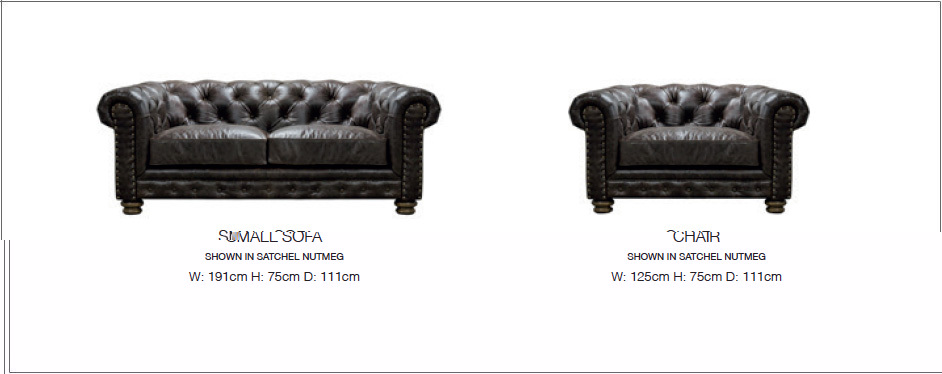 SMALL SOFA
SHOWN IN SATCHEL NUTMEG
W: 191cm H: 75cm D: 111cm
CHAIR
SHOWN IN SATCHEL NUTMEG
W: 125cm H: 75cm D: 111cm